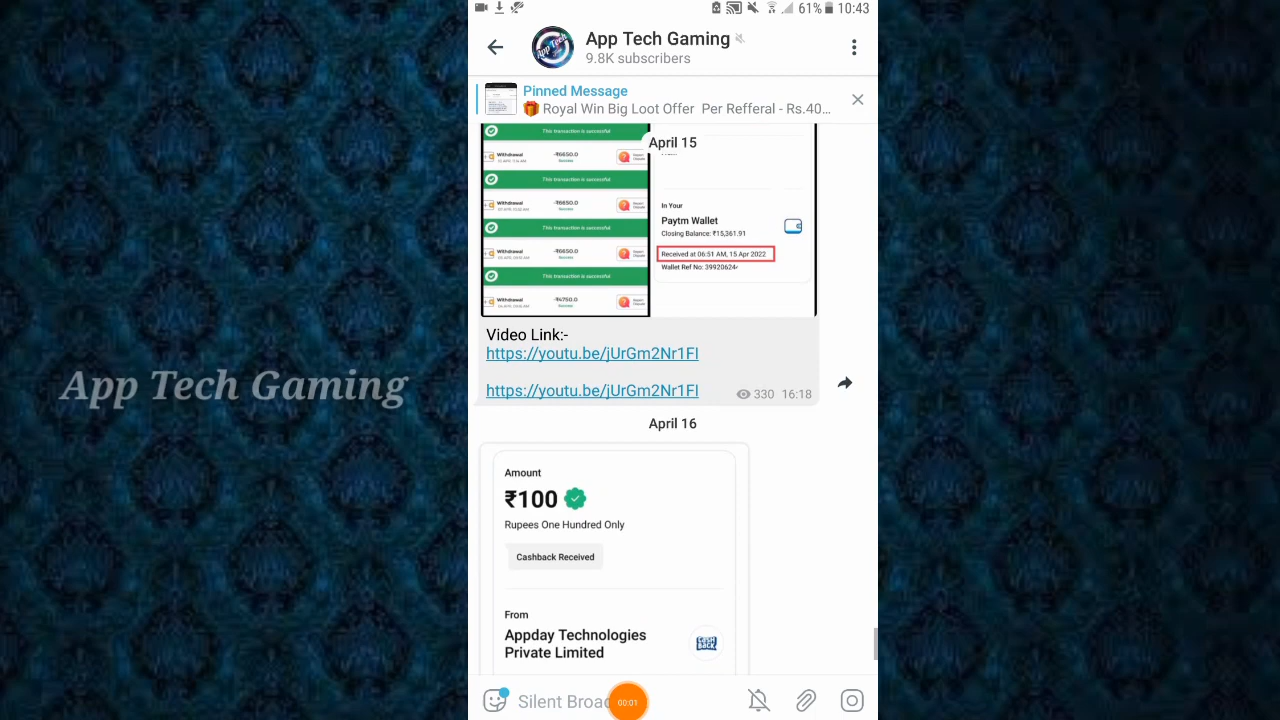 61% 10:43
App Tech Gaming
9.8K subscribers
Pinned Message
🎁 Royal Win Big Loot Offer Per Refferal - Rs.40...
April 15
This transaction is successful
Withdrawal
-₹6650.0
Success
This transaction is successful
Withdrawal
-₹6650.0
Success
This transaction is successful
Withdrawal
-₹6650.0
Success
This transaction is successful
Withdrawal
-₹4750.0
Success
In Your
Paytm Wallet
Closing Balance: ₹15,361.91
Received at 06:51 AM, 15 Apr 2022
Wallet Ref No: 39920624
Video Link:-
https://youtu.be/jUrGm2Nr1FI
https://youtu.be/jUrGm2Nr1FI
330 16:18
App Tech Gaming
April 16
Amount
₹100
Rupees One Hundred Only
Cashback Received
From
Appday Technologies
Private Limited
CASH
BACK
Silent Broad
00:01